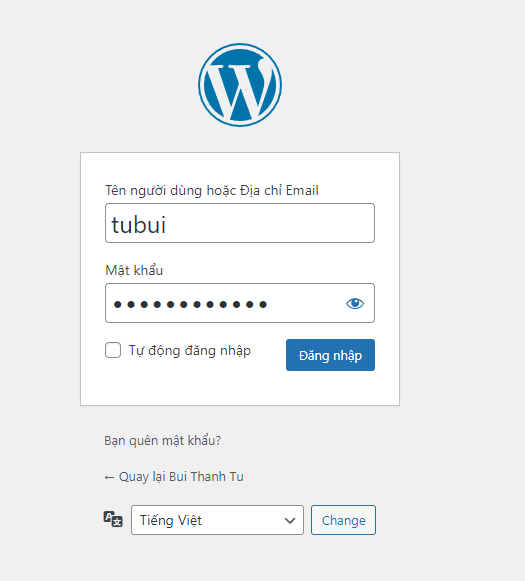 Tên người dùng hoặc Địa chỉ Email
tubui
Mật khẩu
●●●●●●●●●●●●
Tự động đăng nhập
Đăng nhập
Bạn quên mật khẩu?
← Quay lại Bui Thanh Tu
Tiếng Việt
Change